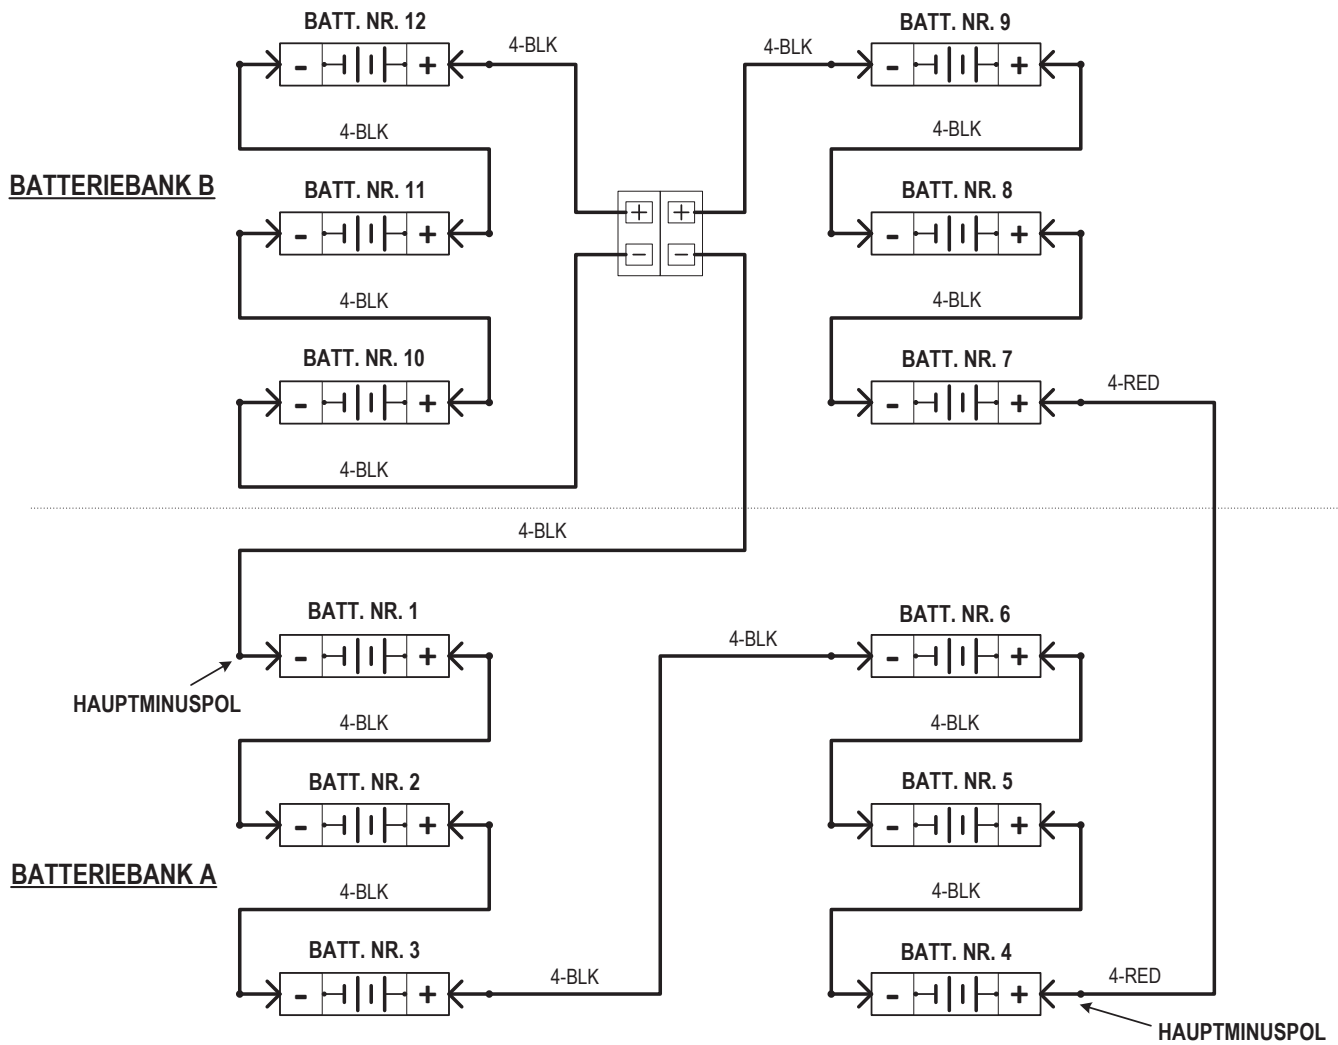 BATT. NR. 12
BATT. NR. 9
4-BLK
4-BLK
- +
- +
4-BLK
4-BLK
BATTERIEBANK B
BATT. NR. 11
BATT. NR. 8
- +
+ +
- +
- -
4-BLK
4-BLK
BATT. NR. 10
BATT. NR. 7
- +
- +
4-RED
4-BLK
4-BLK
BATT. NR. 1
BATT. NR. 6
4-BLK
- +
- +
HAUPTMINUSPOL
4-BLK
4-BLK
BATT. NR. 2
BATT. NR. 5
- +
- +
BATTERIEBANK A
4-BLK
4-BLK
BATT. NR. 3
BATT. NR. 4
- +
4-BLK
- +
4-RED
HAUPTMINUSPOL